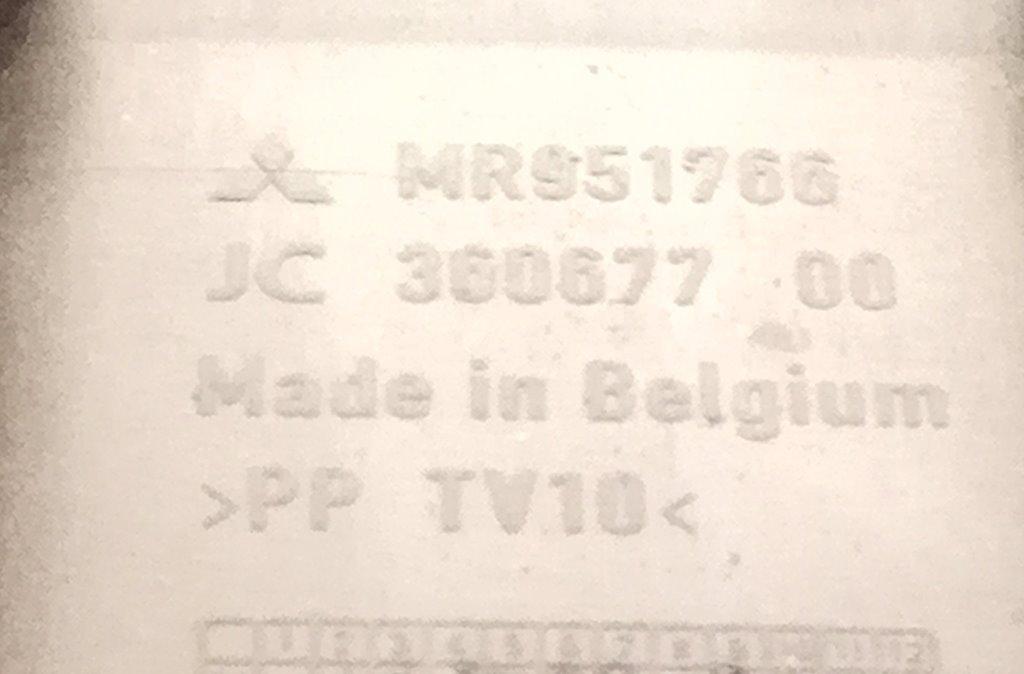 MR951766
JC 360677 00
Made in Belgium
>PP TV10<